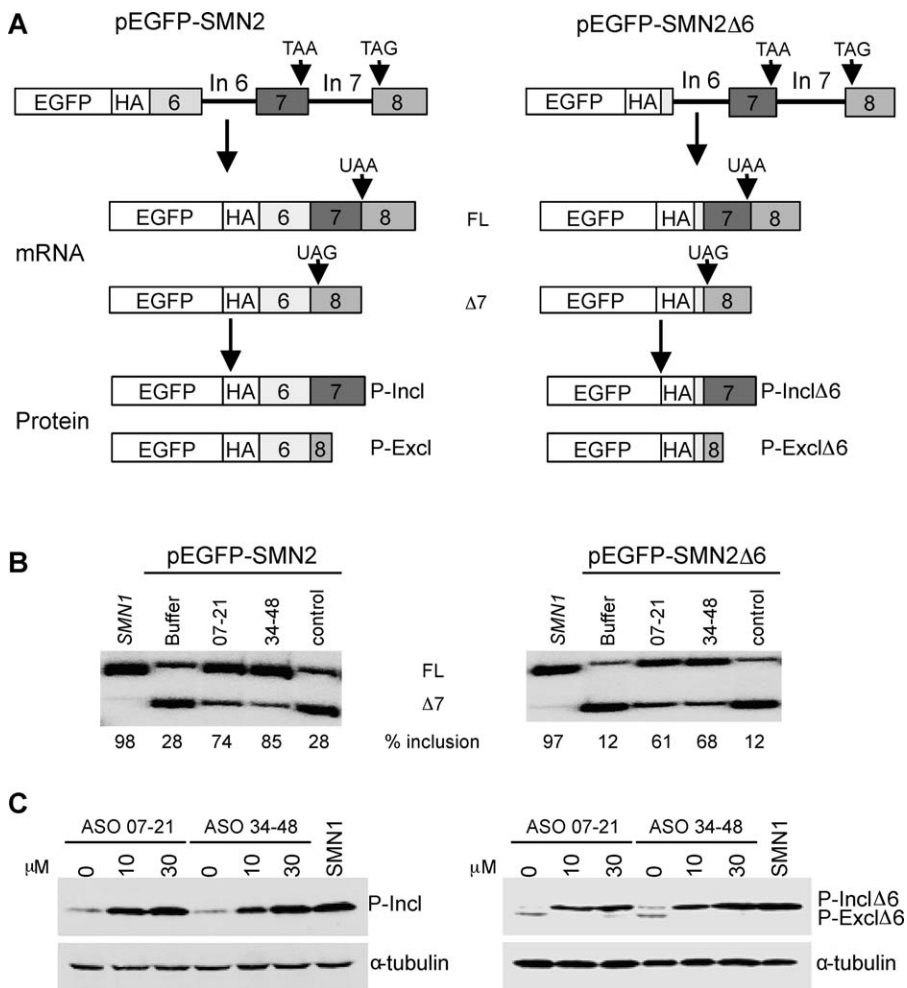 A
pEGFP-SMN2 pEGFP-SMN2Δ6
TAA TAG TAA TAG
In 6 In 7 In 6 In 7
EGFP HA 6 7 8 EGFP HA 7 8
UAA UAA
EGFP HA 6 7 8 FL EGFP HA 7 8
mRNA
UAG UAG
EGFP HA 6 8 Δ7 EGFP HA 8
EGFP HA 6 7 P-Incl EGFP HA 7 P-InclΔ6
Protein
EGFP HA 6 8 P-Excl EGFP HA 8 P-ExclΔ6
B
pEGFP-SMN2 pEGFP-SMN2Δ6
SMN1 Buffer 07-21 34-48 control SMN1 Buffer 07-21 34-48 control
FL
Δ7
98 28 74 85 28 % inclusion 97 12 61 68 12
C
ASO 07-21 ASO 34-48 SMN1 ASO 07-21 ASO 34-48 SMN1
μM 0 10 30 0 10 30 μM 0 10 30 0 10 30
P-Incl P-InclΔ6
P-ExclΔ6
α-tubulin α-tubulin